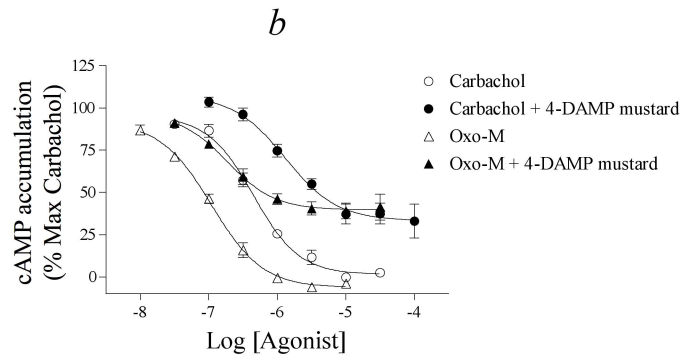 b
cAMP accumulation
(% Max Carbachol)
125
100
75
50
25
0
-8 -7 -6 -5 -4
Log [Agonist]
Carbachol
Carbachol + 4-DAMP mustard
Oxo-M
Oxo-M + 4-DAMP mustard